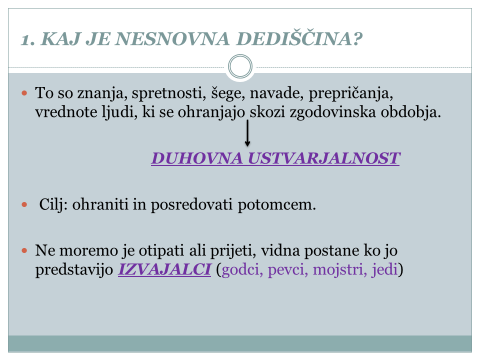 1. KAJ JE NESNOVNA DEDIŠČINA?
To so znanja, spretnosti, šege, navade, prepričanja,
vrednote ljudi, ki se ohranjajo skozi zgodovinska obdobja.
DUHOVNA USTVARJALNOST
Cilj: ohraniti in posredovati potomcem.
Ne moremo je otipati ali prijeti, vidna postane ko jo
predstavijo IZVAJALCI (godci, pevci, mojstri, jedi)